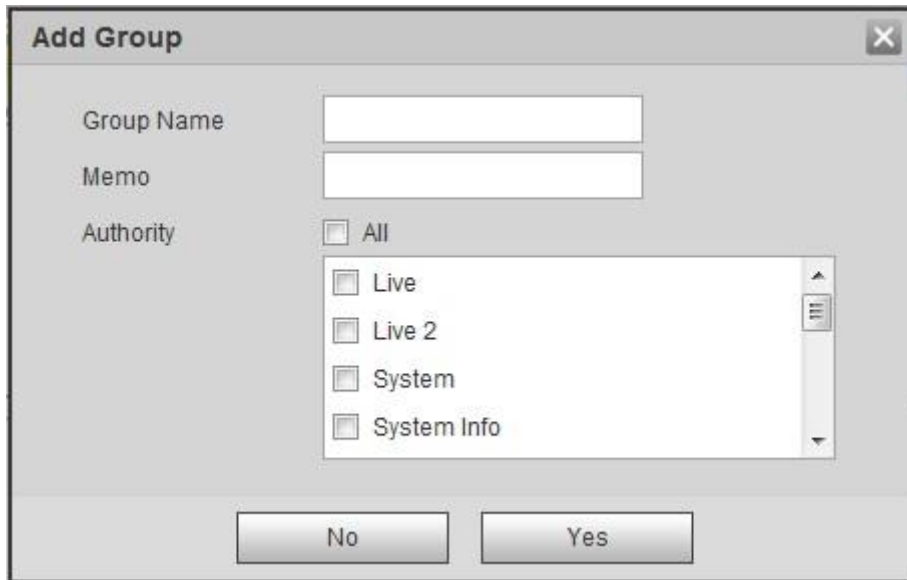 Add Group
Group Name
Memo
Authority All
Live
Live 2
System
System Info
No Yes